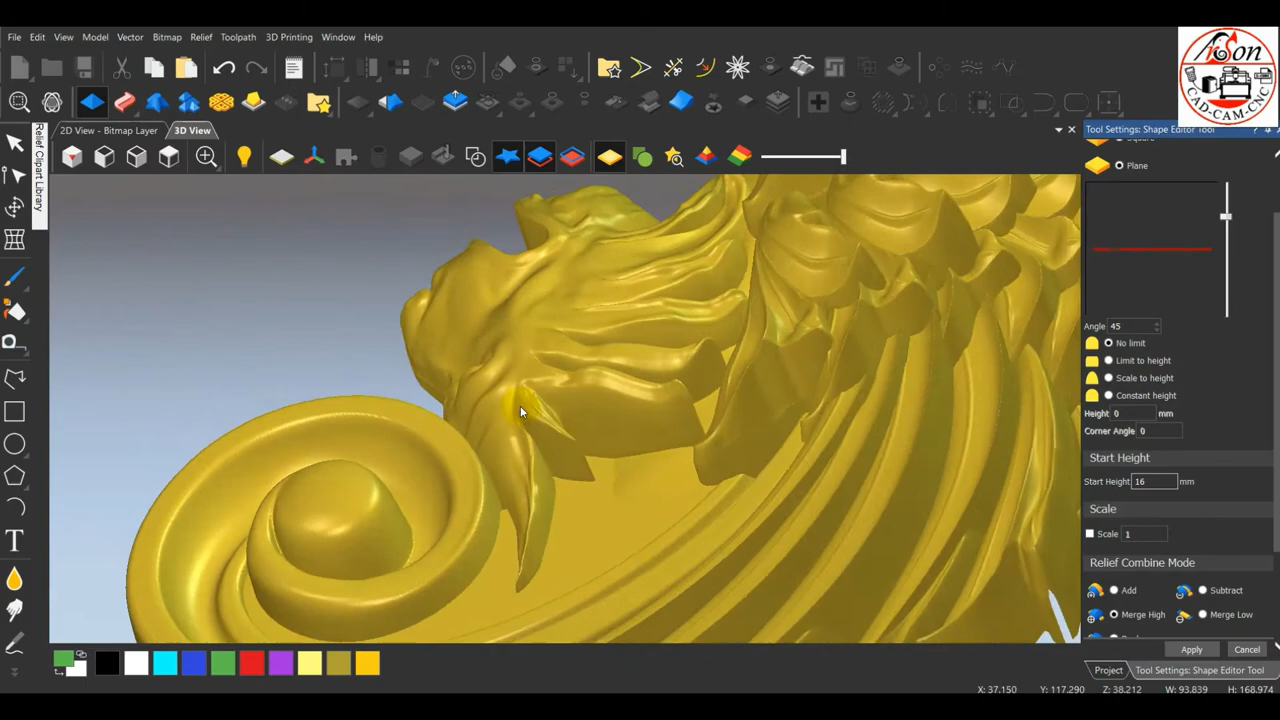 File Edit View Model Vector Bitmap Relief Toolpath 3D Printing Window Help
CAD-CAM-CNC
2D View - Bitmap Layer 3D View
Tool Settings: Shape Editor Tool
Relief Clipart Library
Plane
Angle 45
No limit
Limit to height
Scale to height
Constant height
Height 0 mm
Corner Angle 0
Start Height
Start Height 16 mm
Scale
Scale 1
Relief Combine Mode
Add Subtract
Merge High Merge Low
Apply Cancel
Project Tool Settings: Shape Editor Tool
X: 37.150 Y: 117.290 Z: 38.212 W: 93.839 H: 168.974